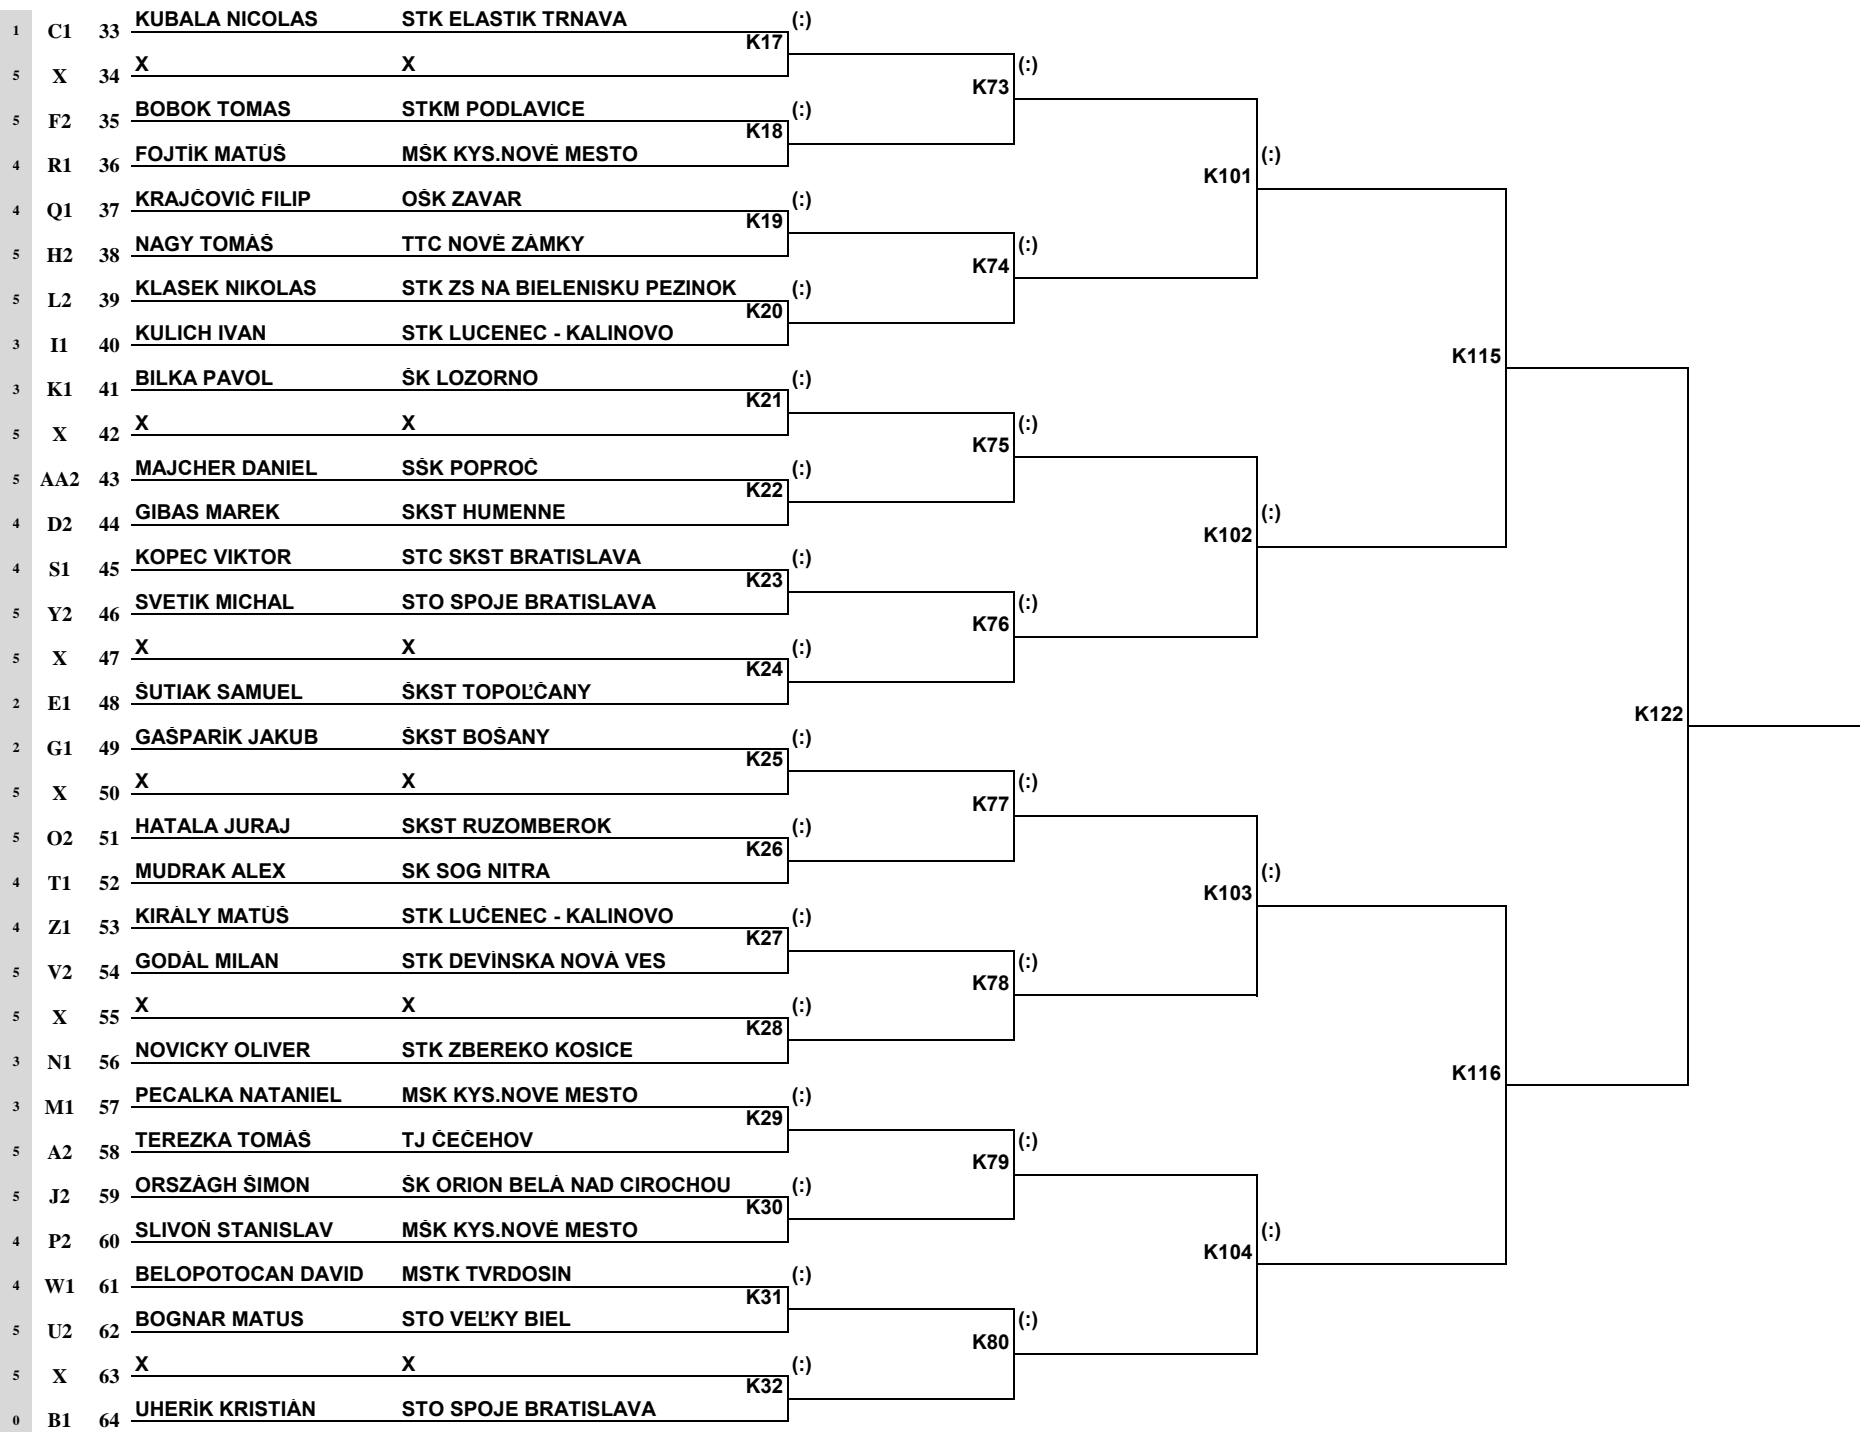 1 C1 33 KUBALA NICOLAS STK ELASTIK TRNAVA (:)
K17
5 X 34 X X (:)
K73
5 F2 35 BOBOK TOMAS STKM PODLAVICE (:)
K18
4 R1 36 FOJTÍK MATÚŠ MŠK KYS.NOVÉ MESTO (:)
K101
4 Q1 37 KRAJČOVIČ FILIP OŠK ZAVAR (:)
K19
5 H2 38 NAGY TOMÁŠ TTC NOVÉ ZÁMKY (:)
K74
5 L2 39 KLASEK NIKOLAS STK ZS NA BIELENISKU PEZINOK (:)
K20
3 I1 40 KULICH IVAN STK LUCENEC - KALINOVO
K115
3 K1 41 BILKA PAVOL ŠK LOZORNO (:)
K21
5 X 42 X X (:)
K75
5 AA2 43 MAJCHER DANIEL SŠK POPROČ (:)
K22
4 D2 44 GIBAS MAREK SKST HUMENNE (:)
K102
4 S1 45 KOPEC VIKTOR STC SKST BRATISLAVA (:)
K23
5 Y2 46 SVETIK MICHAL STO SPOJE BRATISLAVA (:)
K76
5 X 47 X X (:)
K24
2 E1 48 ŠUTIAK SAMUEL ŠKST TOPOĽČANY
K122
2 G1 49 GAŠPARÍK JAKUB ŠKST BOŠANY (:)
K25
5 X 50 X X (:)
K77
5 O2 51 HATALA JURAJ SKST RUZOMBEROK (:)
K26
4 T1 52 MUDRAK ALEX SK SOG NITRA (:)
K103
4 Z1 53 KIRÁLY MATÚŠ STK LUČENEC - KALINOVO (:)
K27
5 V2 54 GODÁL MILAN STK DEVÍNSKA NOVÁ VES (:)
K78
5 X 55 X X (:)
K28
3 N1 56 NOVICKY OLIVER STK ZBEREKO KOSICE
K116
3 M1 57 PECALKA NATANIEL MSK KYS.NOVE MESTO (:)
K29
5 A2 58 TEREZKA TOMÁŠ TJ ČEČEHOV (:)
K79
5 J2 59 ORSZÁGH ŠIMON ŠK ORION BELÁ NAD CIROCHOU (:)
K30
4 P2 60 SLIVOŇ STANISLAV MŠK KYS.NOVÉ MESTO (:)
K104
4 W1 61 BELOPOTOCAN DAVID MSTK TVRDOSIN (:)
K31
5 U2 62 BOGNAR MATUS STO VEĽKY BIEL (:)
K80
5 X 63 X X (:)
K32
0 B1 64 UHERÍK KRISTIÁN STO SPOJE BRATISLAVA